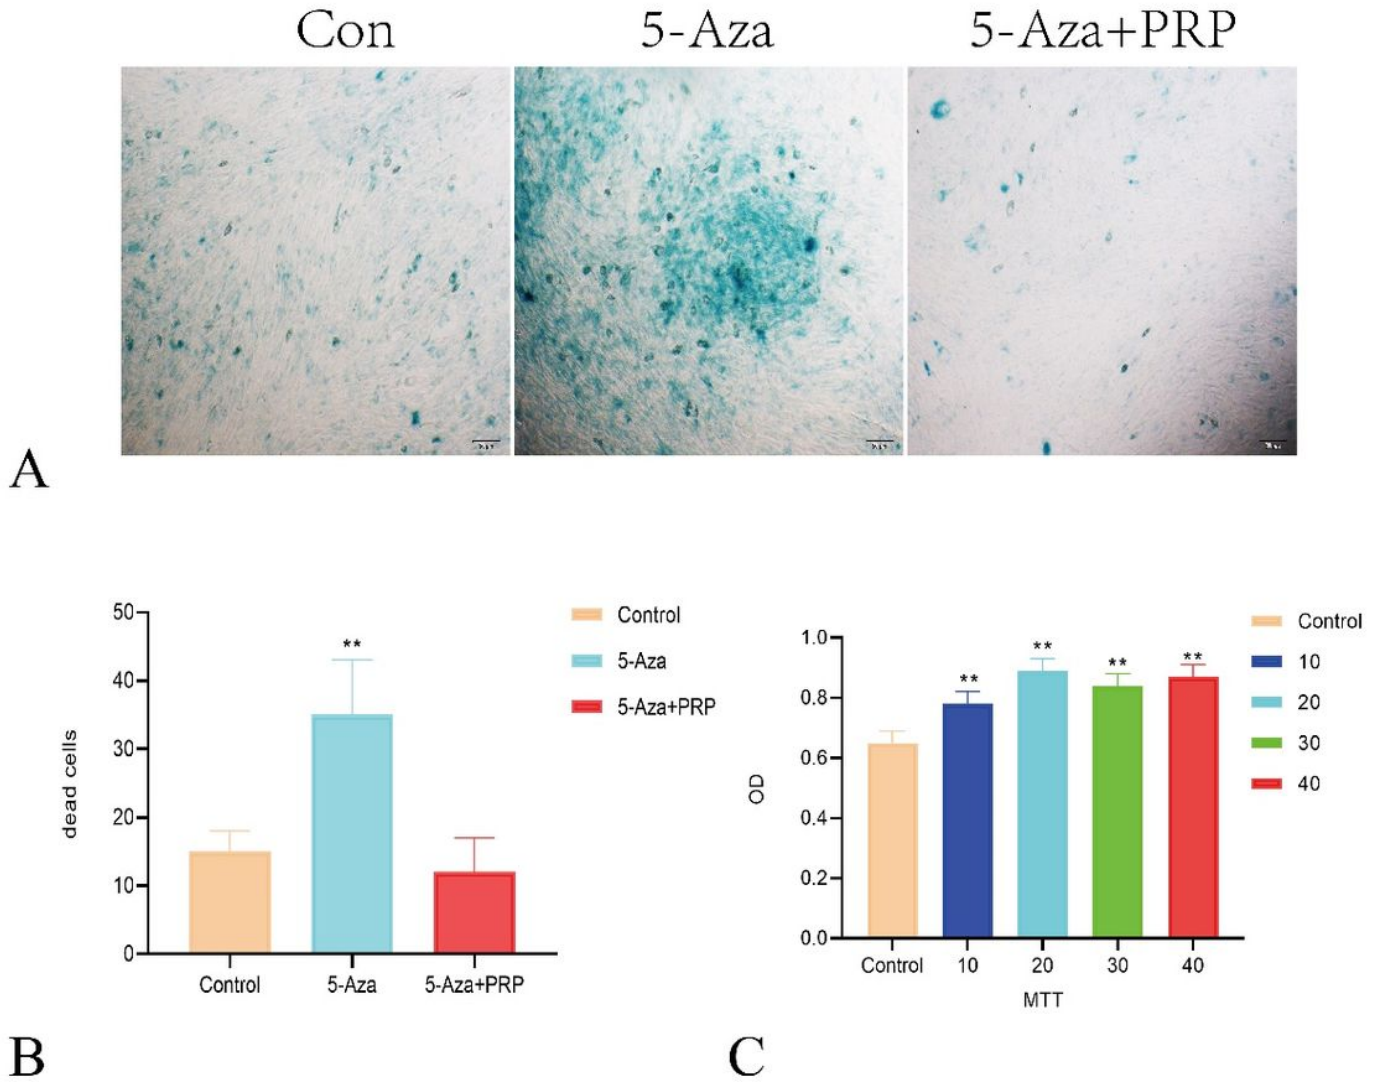 Con 5-Aza 5-Aza+PRP
A
50
40
30
20
10
0
dead cells
**
Control 5-Aza 5-Aza+PRP
Control
5-Aza
5-Aza+PRP
B
1.0
0.8
0.6
0.4
0.2
0.0
OD
** ** ** **
Control 10 20 30 40
MTT
Control
10
20
30
40
C